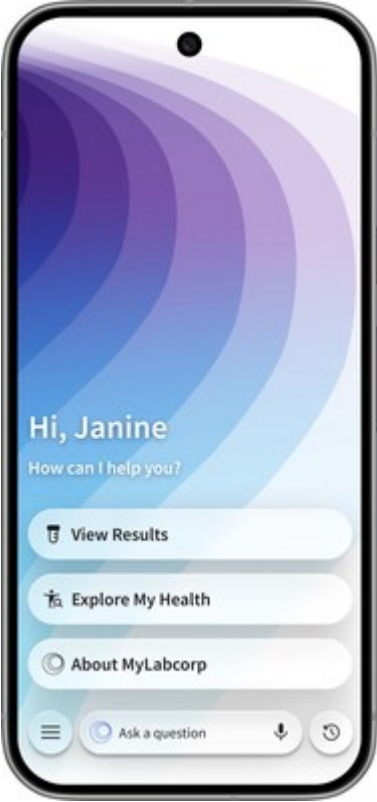 Hi, Janine
How can I help you?
View Results
Explore My Health
About MyLabcorp
Ask a question